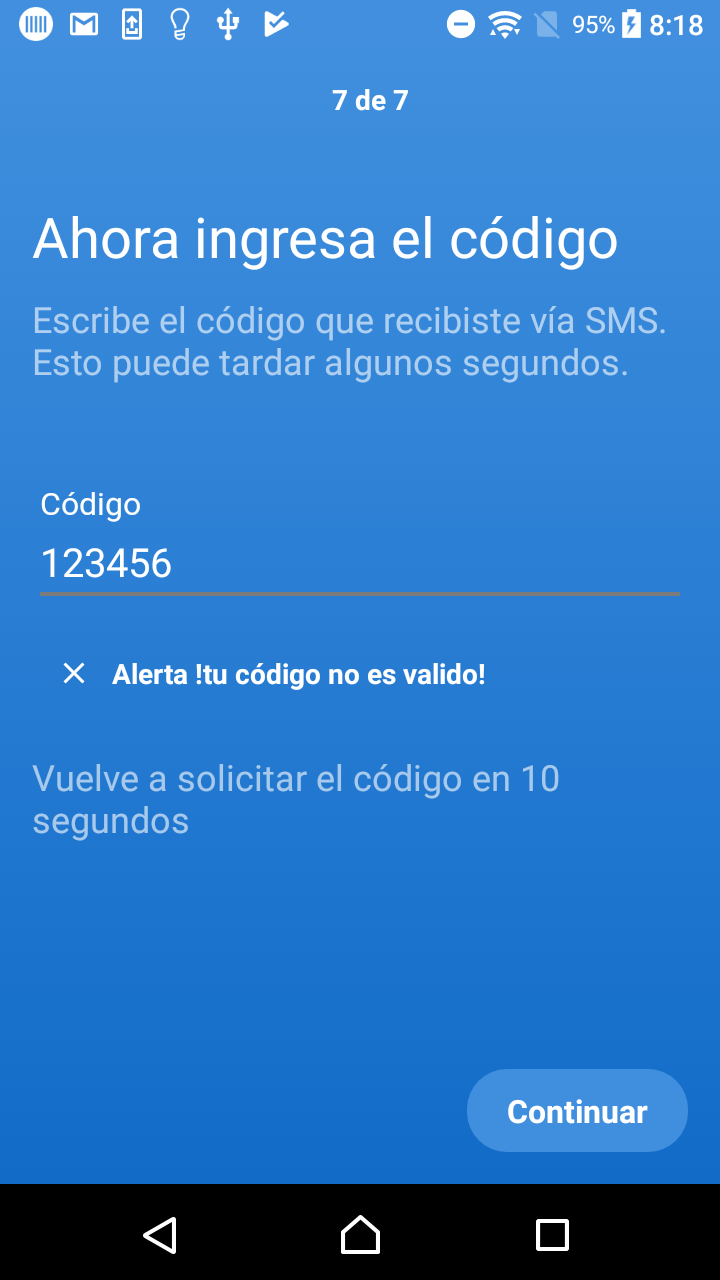 95% 8:18
7 de 7
Ahora ingresa el código
Escribe el código que recibiste vía SMS.
Esto puede tardar algunos segundos.
Código
123456
Alerta !tu código no es valido!
Vuelve a solicitar el código en 10
segundos
Continuar